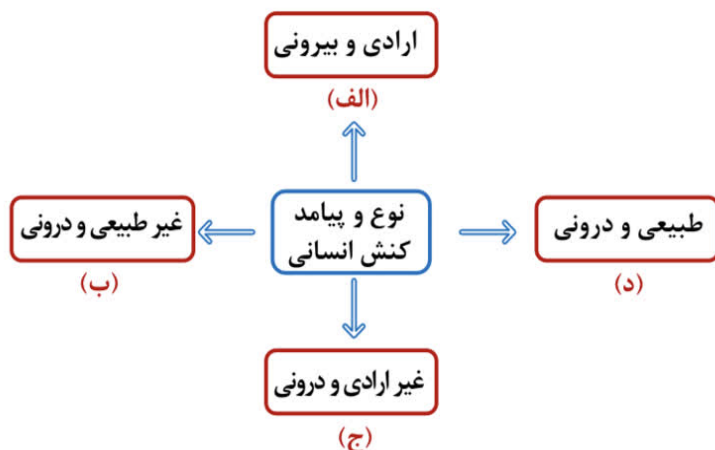 ارادی و بیرونی
(الف)
طبیعی و درونی
(د)
نوع و پیامد
کنش انسانی
غیر طبیعی و درونی
(ب)
غیر ارادی و درونی
(ج)